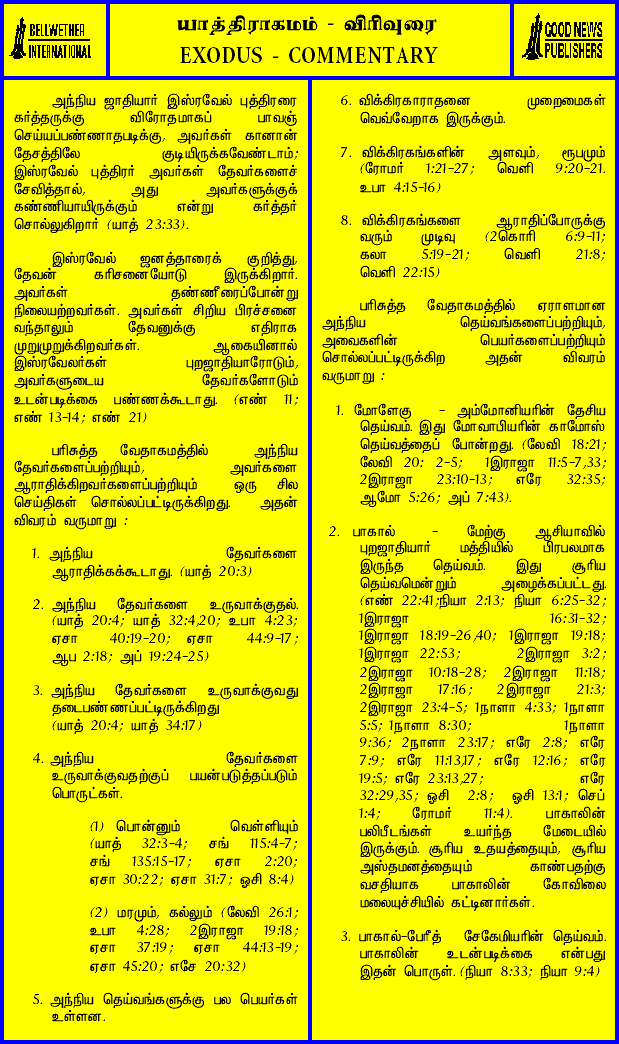 BELLWETHER
INTERNATIONAL
யாத்திராகமம் - விரிவுரை
EXODUS - COMMENTARY
GOOD NEWS
PUBLISHERS
அந்நிய ஜாதியார் இஸ்ரவேல் புத்திரரை
கர்த்தருக்கு விரோதமாகப் பாவஞ்
செய்யப்பண்ணாதபடிக்கு, அவர்கள் கானான்
தேசத்திலே குடியிருக்கவேண்டாம்;
இஸ்ரவேல் புத்திரர் அவர்கள் தேவர்களைச்
சேவித்தால், அது அவர்களுக்குக்
கண்ணியாயிருக்கும் என்று கர்த்தர்
சொல்லுகிறார் (யாத் 23:33).
இஸ்ரவேல் ஜனத்தாரைக் குறித்து,
தேவன் கரிசனையோடு இருக்கிறார்.
அவர்கள் தண்ணீரைப்போன்று
நிலையற்றவர்கள். அவர்கள் சிறிய பிரச்சனை
வந்தாலும் தேவனுக்கு எதிராக
முறுமுறுக்கிறவர்கள். ஆகையினால்
இஸ்ரவேலர்கள் புறஜாதியாரோடும்,
அவர்களுடைய தேவர்களோடும்
உடன்படிக்கை பண்ணக்கூடாது. (எண் 11;
எண் 13-14; எண் 21)
பரிசுத்த வேதாகமத்தில் அந்நிய
தேவர்களைப்பற்றியும், அவர்களை
ஆராதிக்கிறவர்களைப்பற்றியும் ஒரு சில
செய்திகள் சொல்லப்பட்டிருக்கிறது. அதன்
விவரம் வருமாறு :
1. அந்நிய தேவர்களை
ஆராதிக்கக்கூடாது. (யாத் 20:3)
2. அந்நிய தேவர்களை உருவாக்குதல்.
(யாத் 20:4; யாத் 32:4,20; உபா 4:23;
ஏசா 40:19-20; ஏசா 44:9-17;
ஆப 2:18; அப் 19:24-25)
3. அந்நிய தேவர்களை உருவாக்குவது
தடைபண்ணப்பட்டிருக்கிறது
(யாத் 20:4; யாத் 34:17)
4. அந்நிய தேவர்களை
உருவாக்குவதற்குப் பயன்படுத்தப்படும்
பொருட்கள்.
(1) பொன்னும் வெள்ளியும்
(யாத் 32:3-4; சங் 115:4-7;
சங் 135:15-17; ஏசா 2:20;
ஏசா 30:22; ஏசா 31:7; ஓசி 8:4)
(2) மரமும், கல்லும் (லேவி 26:1;
உபா 4:28; 2இராஜா 19:18;
ஏசா 37:19; ஏசா 44:13-19;
ஏசா 45:20; எசே 20:32)
5. அந்நிய தெய்வங்களுக்கு பல பெயர்கள்
உள்ளன.
6. விக்கிரகாராதனை முறைமைகள்
வெவ்வேறாக இருக்கும்.
7. விக்கிரகங்களின் அளவும், ரூபமும்
(ரோமர் 1:21-27; வெளி 9:20-21.
உபா 4:15-16)
8. விக்கிரகங்களை ஆராதிப்போருக்கு
வரும் முடிவு (2கொரி 6:9-11;
கலா 5:19-21; வெளி 21:8;
வெளி 22:15)
பரிசுத்த வேதாகமத்தில் ஏராளமான
அந்நிய தெய்வங்களைப்பற்றியும்,
அவைகளின் பெயர்களைப்பற்றியும்
சொல்லப்பட்டிருக்கிற அதன் விவரம்
வருமாறு :
1. மோளேகு - அம்மோனியரின் தேசிய
தெய்வம். இது மோவாபியரின் காமோஸ்
தெய்வத்தைப் போன்றது. (லேவி 18:21;
லேவி 20: 2-5; 1இராஜா 11:5-7,33;
2இராஜா 23:10-13; எரே 32:35;
ஆமோ 5:26; அப் 7:43).
2. பாகால் - மேற்கு ஆசியாவில்
புறஜாதியார் மத்தியில் பிரபலமாக
இருந்த தெய்வம். இது சூரிய
தெய்வமென்றும் அழைக்கப்பட்டது.
(எண் 22:41;நியா 2:13; நியா 6:25-32;
1இராஜா 16:31-32;
1இராஜா 18:19-26,40; 1இராஜா 19:18;
1இராஜா 22:53; 2இராஜா 3:2;
2இராஜா 10:18-28; 2இராஜா 11:18;
2இராஜா 17:16; 2இராஜா 21:3;
2இராஜா 23:4-5; 1நாளா 4:33; 1நாளா
5:5; 1நாளா 8:30; 1நாளா
9:36; 2நாளா 23:17; எரே 2:8; எரே
7:9; எரே 11:13,17; எரே 12:16; எரே
19:5; எரே 23:13,27; எரே
32:29,35; ஓசி 2:8; ஓசி 13:1; செப்
1:4; ரோமர் 11:4). பாகாலின்
பலிபீடங்கள் உயர்ந்த மேடையில்
இருக்கும். சூரிய உதயத்தையும், சூரிய
அஸ்தமனத்தையும் காண்பதற்கு
வசதியாக பாகாலின் கோவிலை
மலையுச்சியில் கட்டினார்கள்.
3. பாகால்-பேரீத் சேகேமியரின் தெய்வம்.
பாகாலின் உடன்படிக்கை என்பது
இதன் பொருள். (நியா 8:33; நியா 9:4)